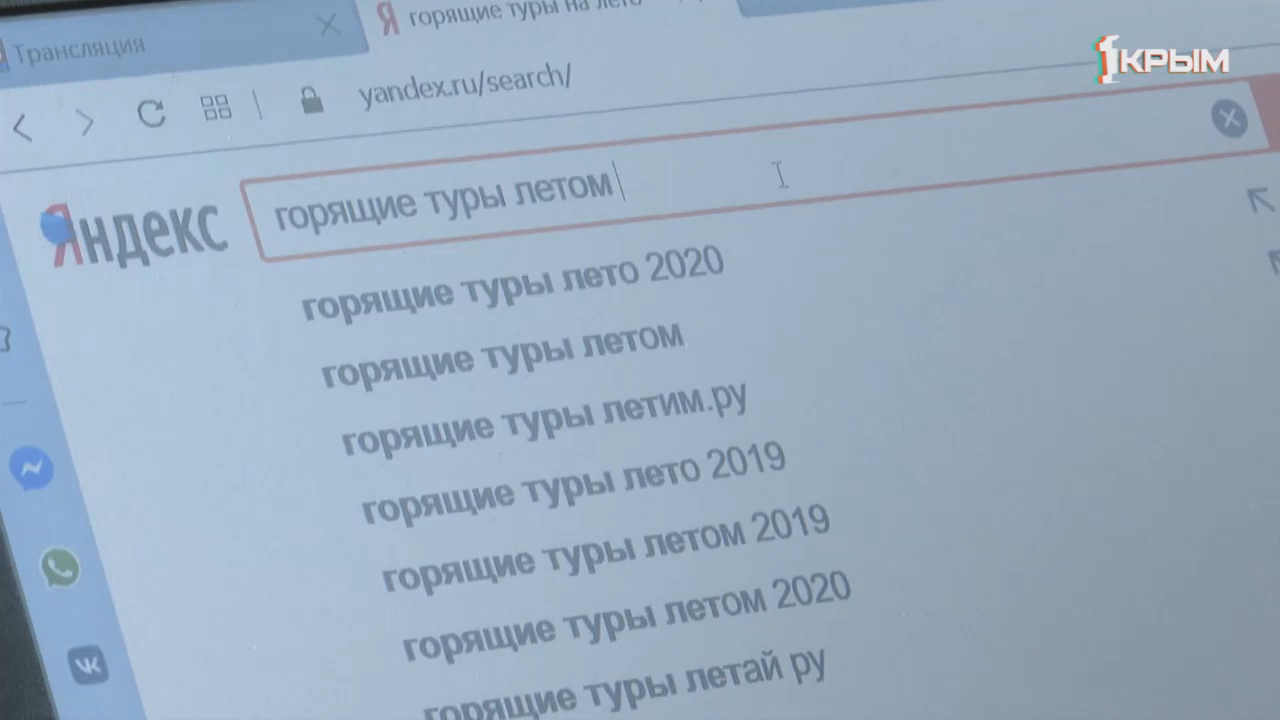 Трансляция
горящие туры на лето
1КРЫМ
yandex.ru/search/
Яндекс
горящие туры летом
горящие туры лето 2020
горящие туры летом
горящие туры летим.ру
горящие туры лето 2019
горящие туры летом 2019
горящие туры летом 2020
горящие туры летай ру